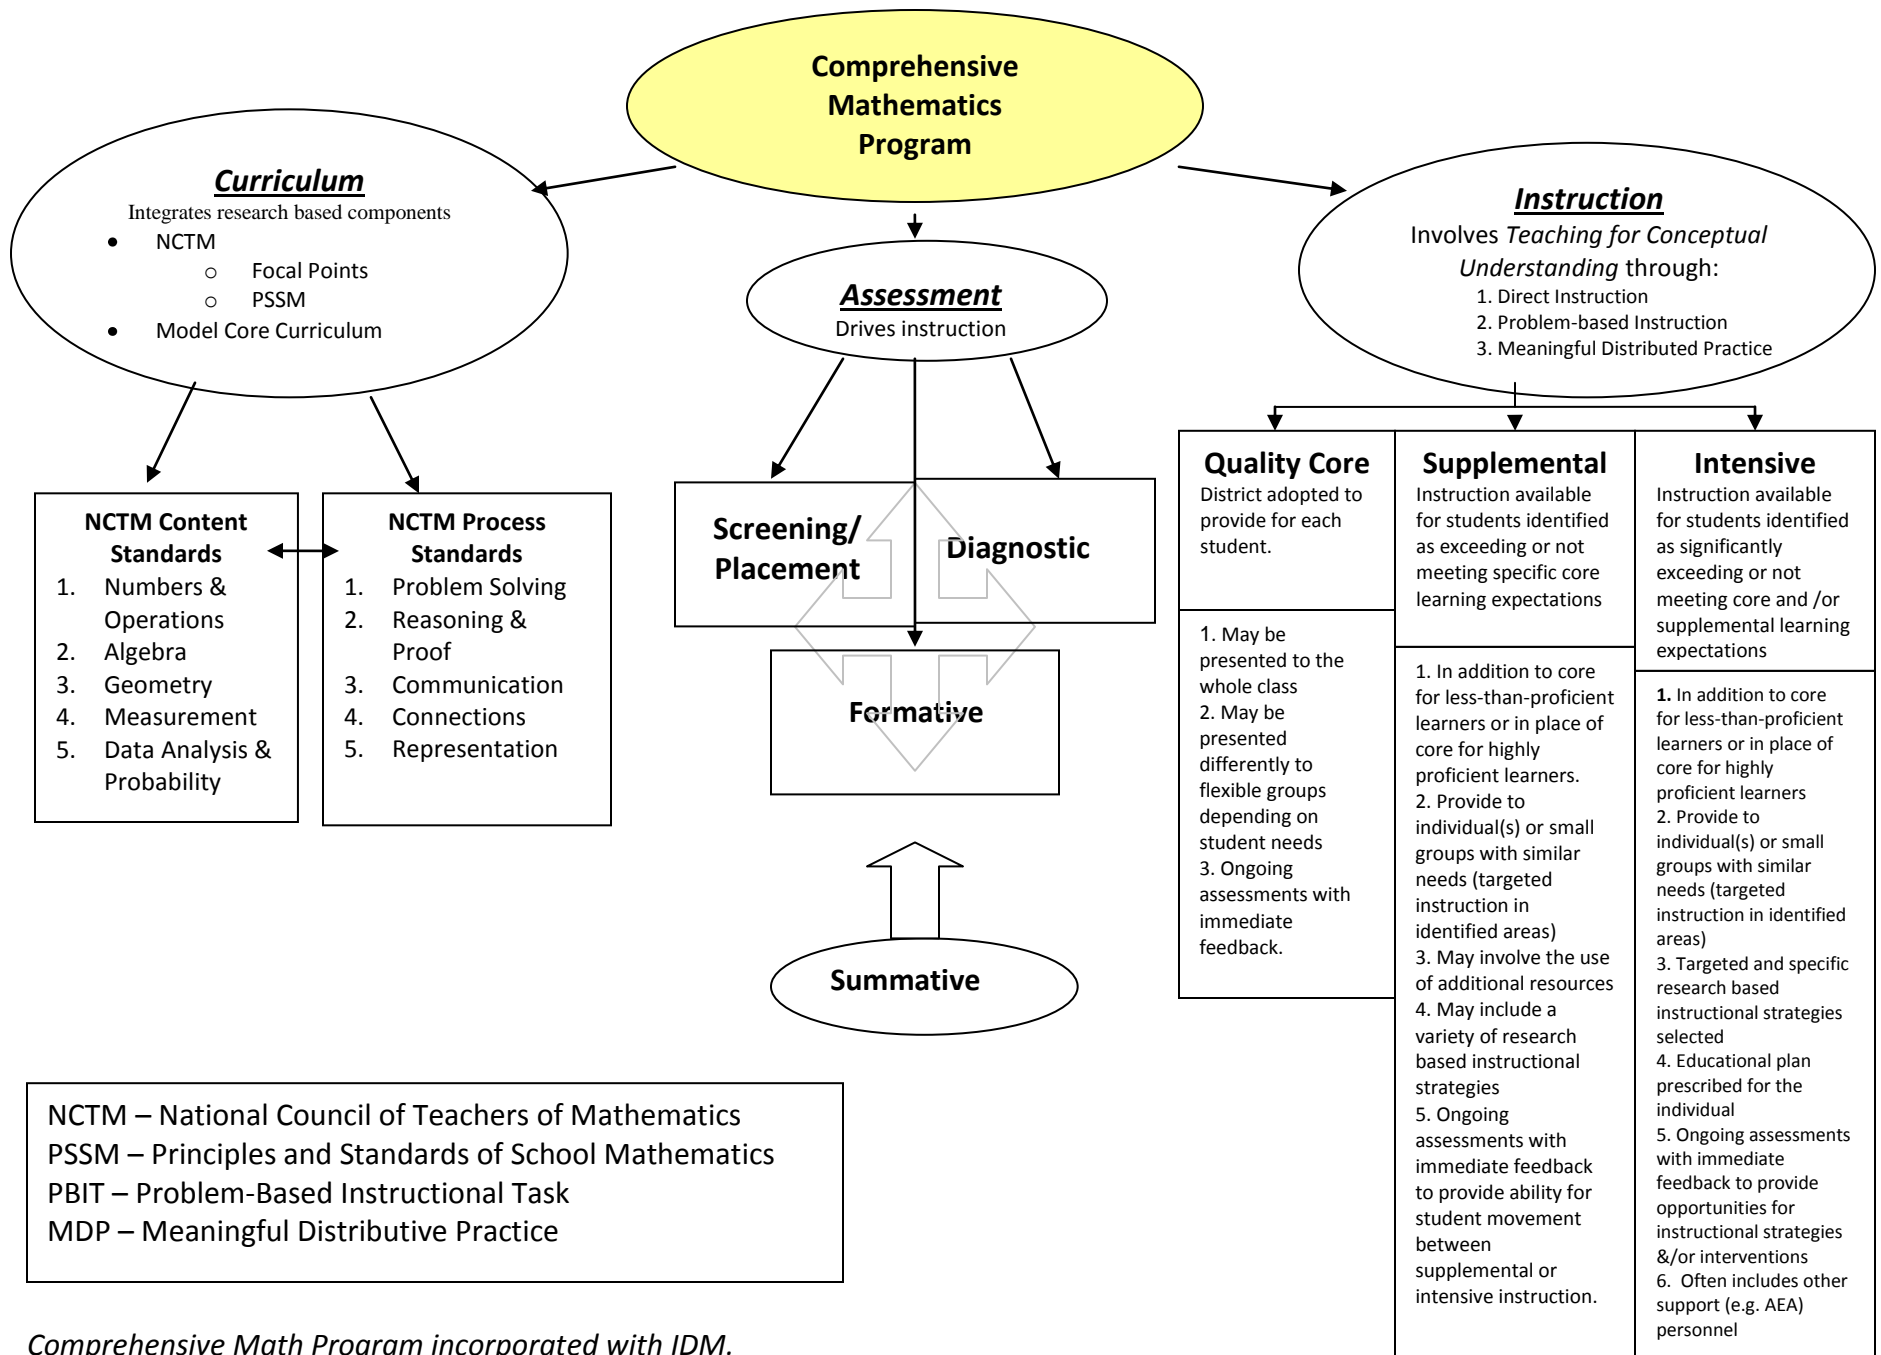 Comprehensive
Mathematics
Program
Curriculum
Integrates research based components
• NCTM
o Focal Points
o PSSM
• Model Core Curriculum
Assessment
Drives instruction
Instruction
Involves Teaching for Conceptual
Understanding through:
1. Direct Instruction
2. Problem-based Instruction
3. Meaningful Distributed Practice
NCTM Content
Standards
1. Numbers &
Operations
2. Algebra
3. Geometry
4. Measurement
5. Data Analysis &
Probability
NCTM Process
Standards
1. Problem Solving
2. Reasoning &
Proof
3. Communication
4. Connections
5. Representation
Screening/
Placement
Diagnostic
Formative
Summative
Quality Core
District adopted to
provide for each
student.
1. May be
presented to the
whole class
2. May be
presented
differently to
flexible groups
depending on
student needs
3. Ongoing
assessments with
immediate
feedback.
Supplemental
Instruction available
for students identified
as exceeding or not
meeting specific core
learning expectations
1. In addition to core
for less-than-proficient
learners or in place of
core for highly
proficient learners.
2. Provide to
individual(s) or small
groups with similar
needs (targeted
instruction in
identified areas)
3. May involve the use
of additional resources
4. May include a
variety of research
based instructional
strategies
5. Ongoing
assessments with
immediate feedback
to provide ability for
student movement
between
supplemental or
intensive instruction.
Intensive
Instruction available
for students identified
as significantly
exceeding or not
meeting core and /or
supplemental learning
expectations
1. In addition to core
for less-than-proficient
learners or in place of
core for highly
proficient learners
2. Provide to
individual(s) or small
groups with similar
needs (targeted
instruction in identified
areas)
3. Targeted and specific
research based
instructional strategies
selected
4. Educational plan
prescribed for the
individual
5. Ongoing assessments
with immediate
feedback to provide
opportunities for
instructional strategies
&/or interventions
6. Often includes other
support (e.g. AEA)
personnel
NCTM – National Council of Teachers of Mathematics
PSSM – Principles and Standards of School Mathematics
PBIT – Problem-Based Instructional Task
MDP – Meaningful Distributive Practice
Comprehensive Math Program incorporated with IDM.